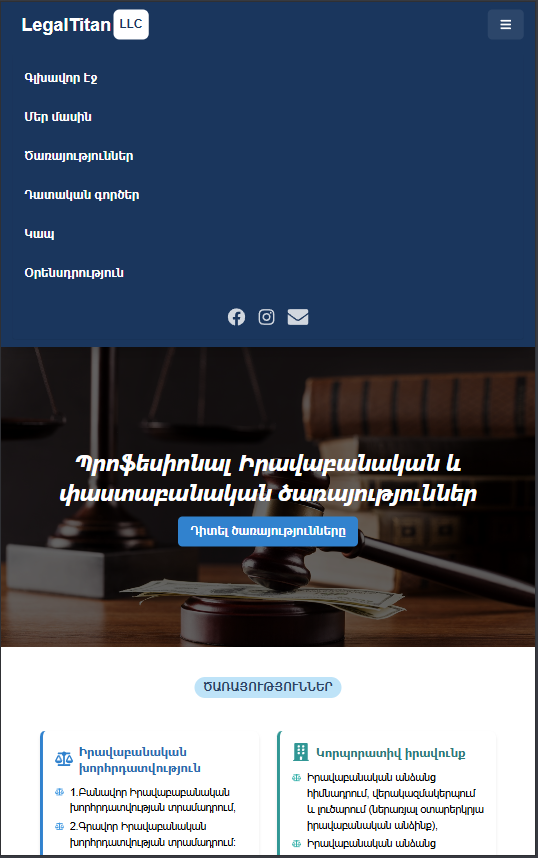 LegalTitan LLC
Գլխավոր էջ
Մեր մասին
Ծառայություններ
Դատական գործեր
Կապ
Օրենսդրություն
Պրոֆեսիոնալ Իրավաբանական և
փաստաբանական ծառայություններ
Դիտել ծառայությունները
ԾԱՌԱՅՈՒԹՅՈՒՆՆԵՐ
Իրավաբանական
խորհրդատվություն
1.Բանավոր Իրավաբաբանական
խորհրդատվության տրամադրում,
2.Գրավոր Իրավաբանական
խորհրդատվության տրամադրում:
Կորպորատիվ իրավունք
Իրավաբանական անձանց
հիմնադրում, վերակազմակերպում
և լուծարում (ներառյալ օտարերկրյա
իրավաբանական անձինք),
Իրավաբանական անձանց